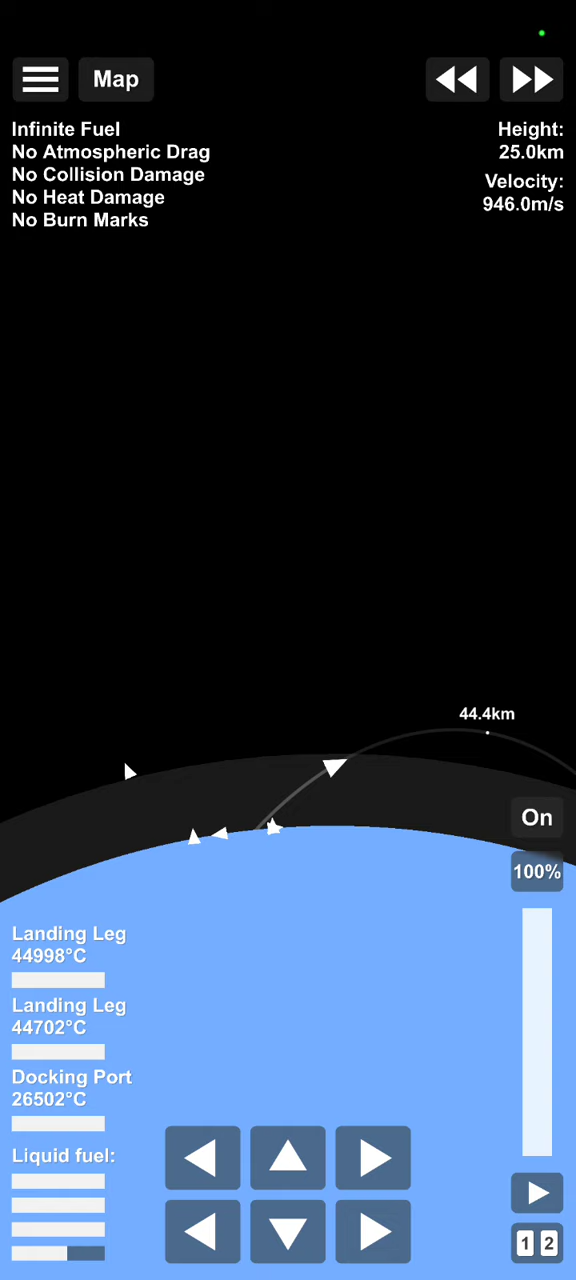 Map
Infinite Fuel
No Atmospheric Drag
No Collision Damage
No Heat Damage
No Burn Marks
Height:
25.0km
Velocity:
946.0m/s
44.4km
On
100%
Landing Leg
44998°C
Landing Leg
44702°C
Docking Port
26502°C
Liquid fuel:
1 2